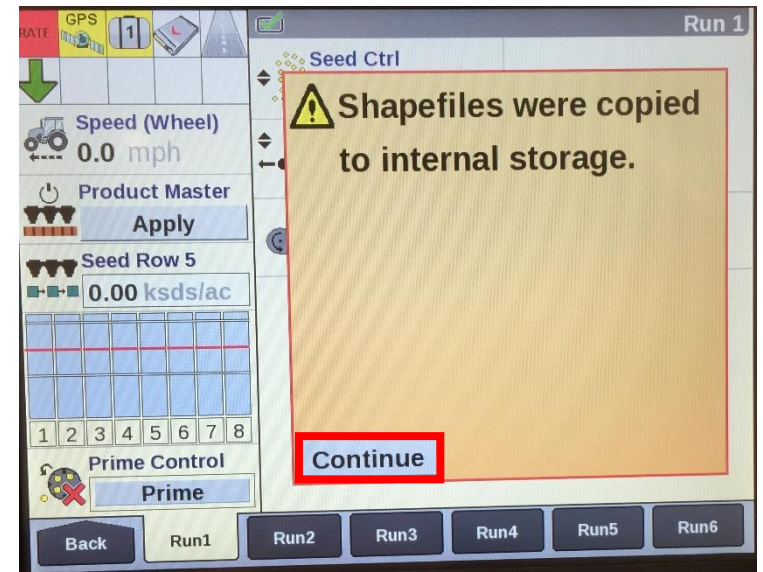 RATE
GPS
1
Run 1
Seed Ctrl
Shapefiles were copied
to internal storage.
Speed (Wheel)
0.0 mph
Product Master
Apply
Seed Row 5
0.00 ksds/ac
1 2 3 4 5 6 7 8
Prime Control
Prime
Continue
Back Run1 Run2 Run3 Run4 Run5 Run6